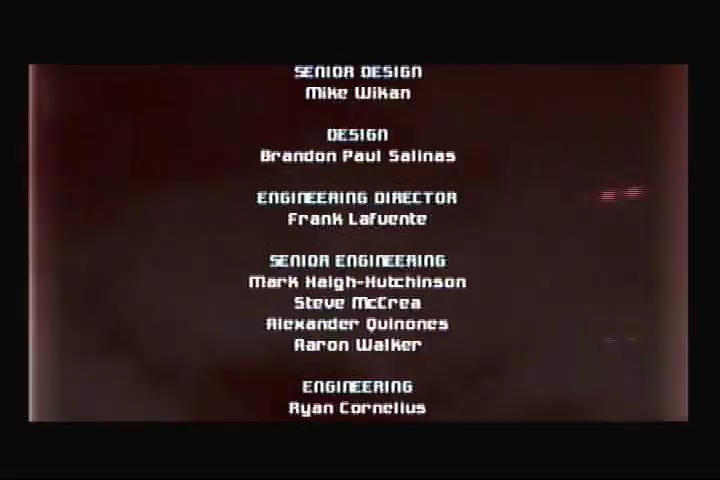 SENIOR DESIGN
Mike Wikan
DESIGN
Brandon Paul Salinas
ENGINEERING DIRECTOR
Frank Lafuente
SENIOR ENGINEERING
Mark Haigh-Hutchinson
Steve McCrea
Alexander Quinones
Aaron Walker
ENGINEERING
Ryan Cornelius